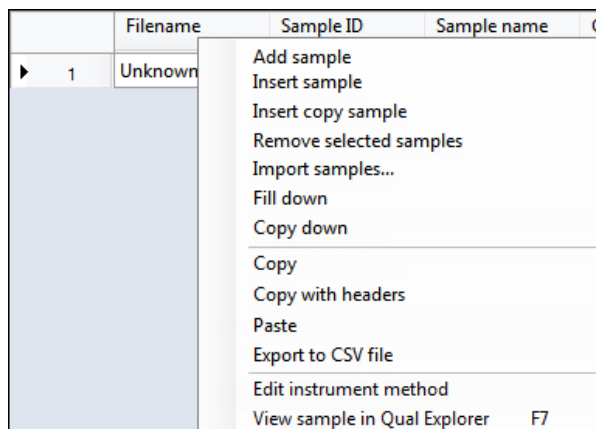 Filename Sample ID Sample name
1 Unknown
Add sample
Insert sample
Insert copy sample
Remove selected samples
Import samples...
Fill down
Copy down
Copy
Copy with headers
Paste
Export to CSV file
Edit instrument method
View sample in Qual Explorer F7